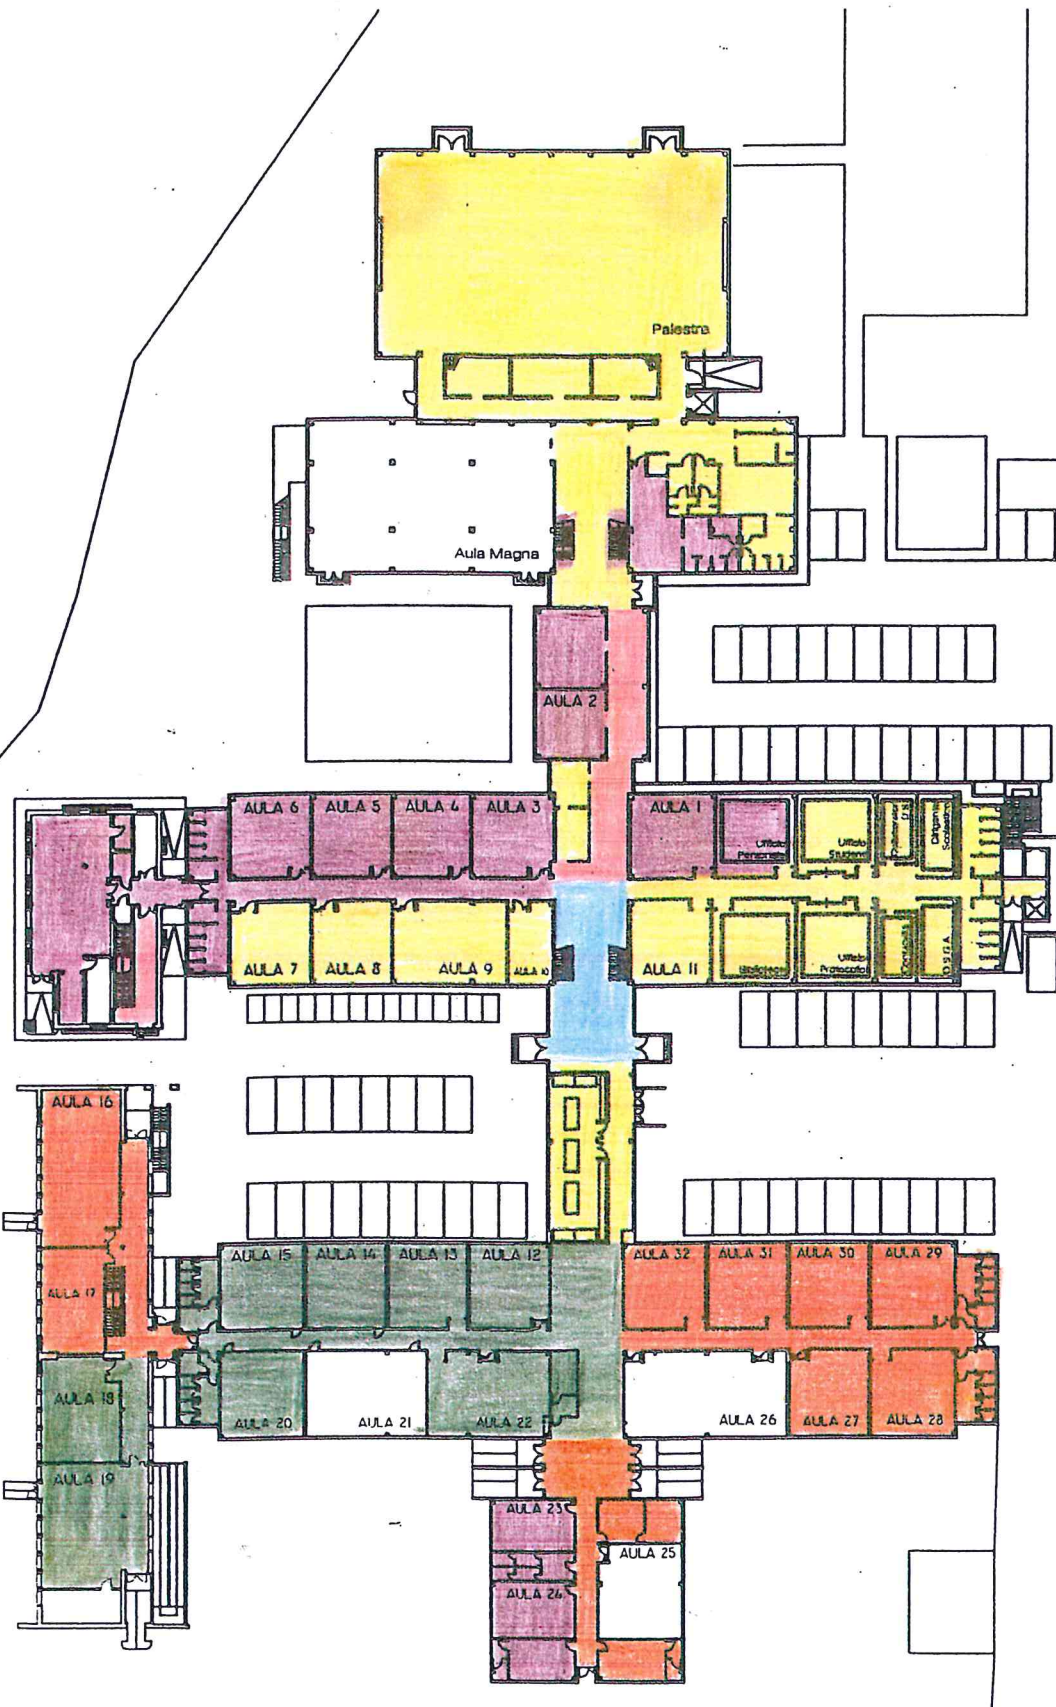 Palestra
Aula Magna
AULA 2
AULA 6
AULA 5
AULA 4
AULA 3
AULA 1
Ufficio
Personale
Ufficio
Studenti
Dirigente
Scolastico
AULA 7
AULA 8
AULA 9
AULA 10
AULA 11
Biblioteca
Ufficio
Protocollo
D S G A
AULA 16
AULA 17
AULA 18
AULA 19
AULA 15
AULA 14
AULA 13
AULA 12
AULA 32
AULA 31
AULA 30
AULA 29
AULA 20
AULA 21
AULA 22
AULA 26
AULA 27
AULA 28
AULA 23
AULA 25
AULA 24